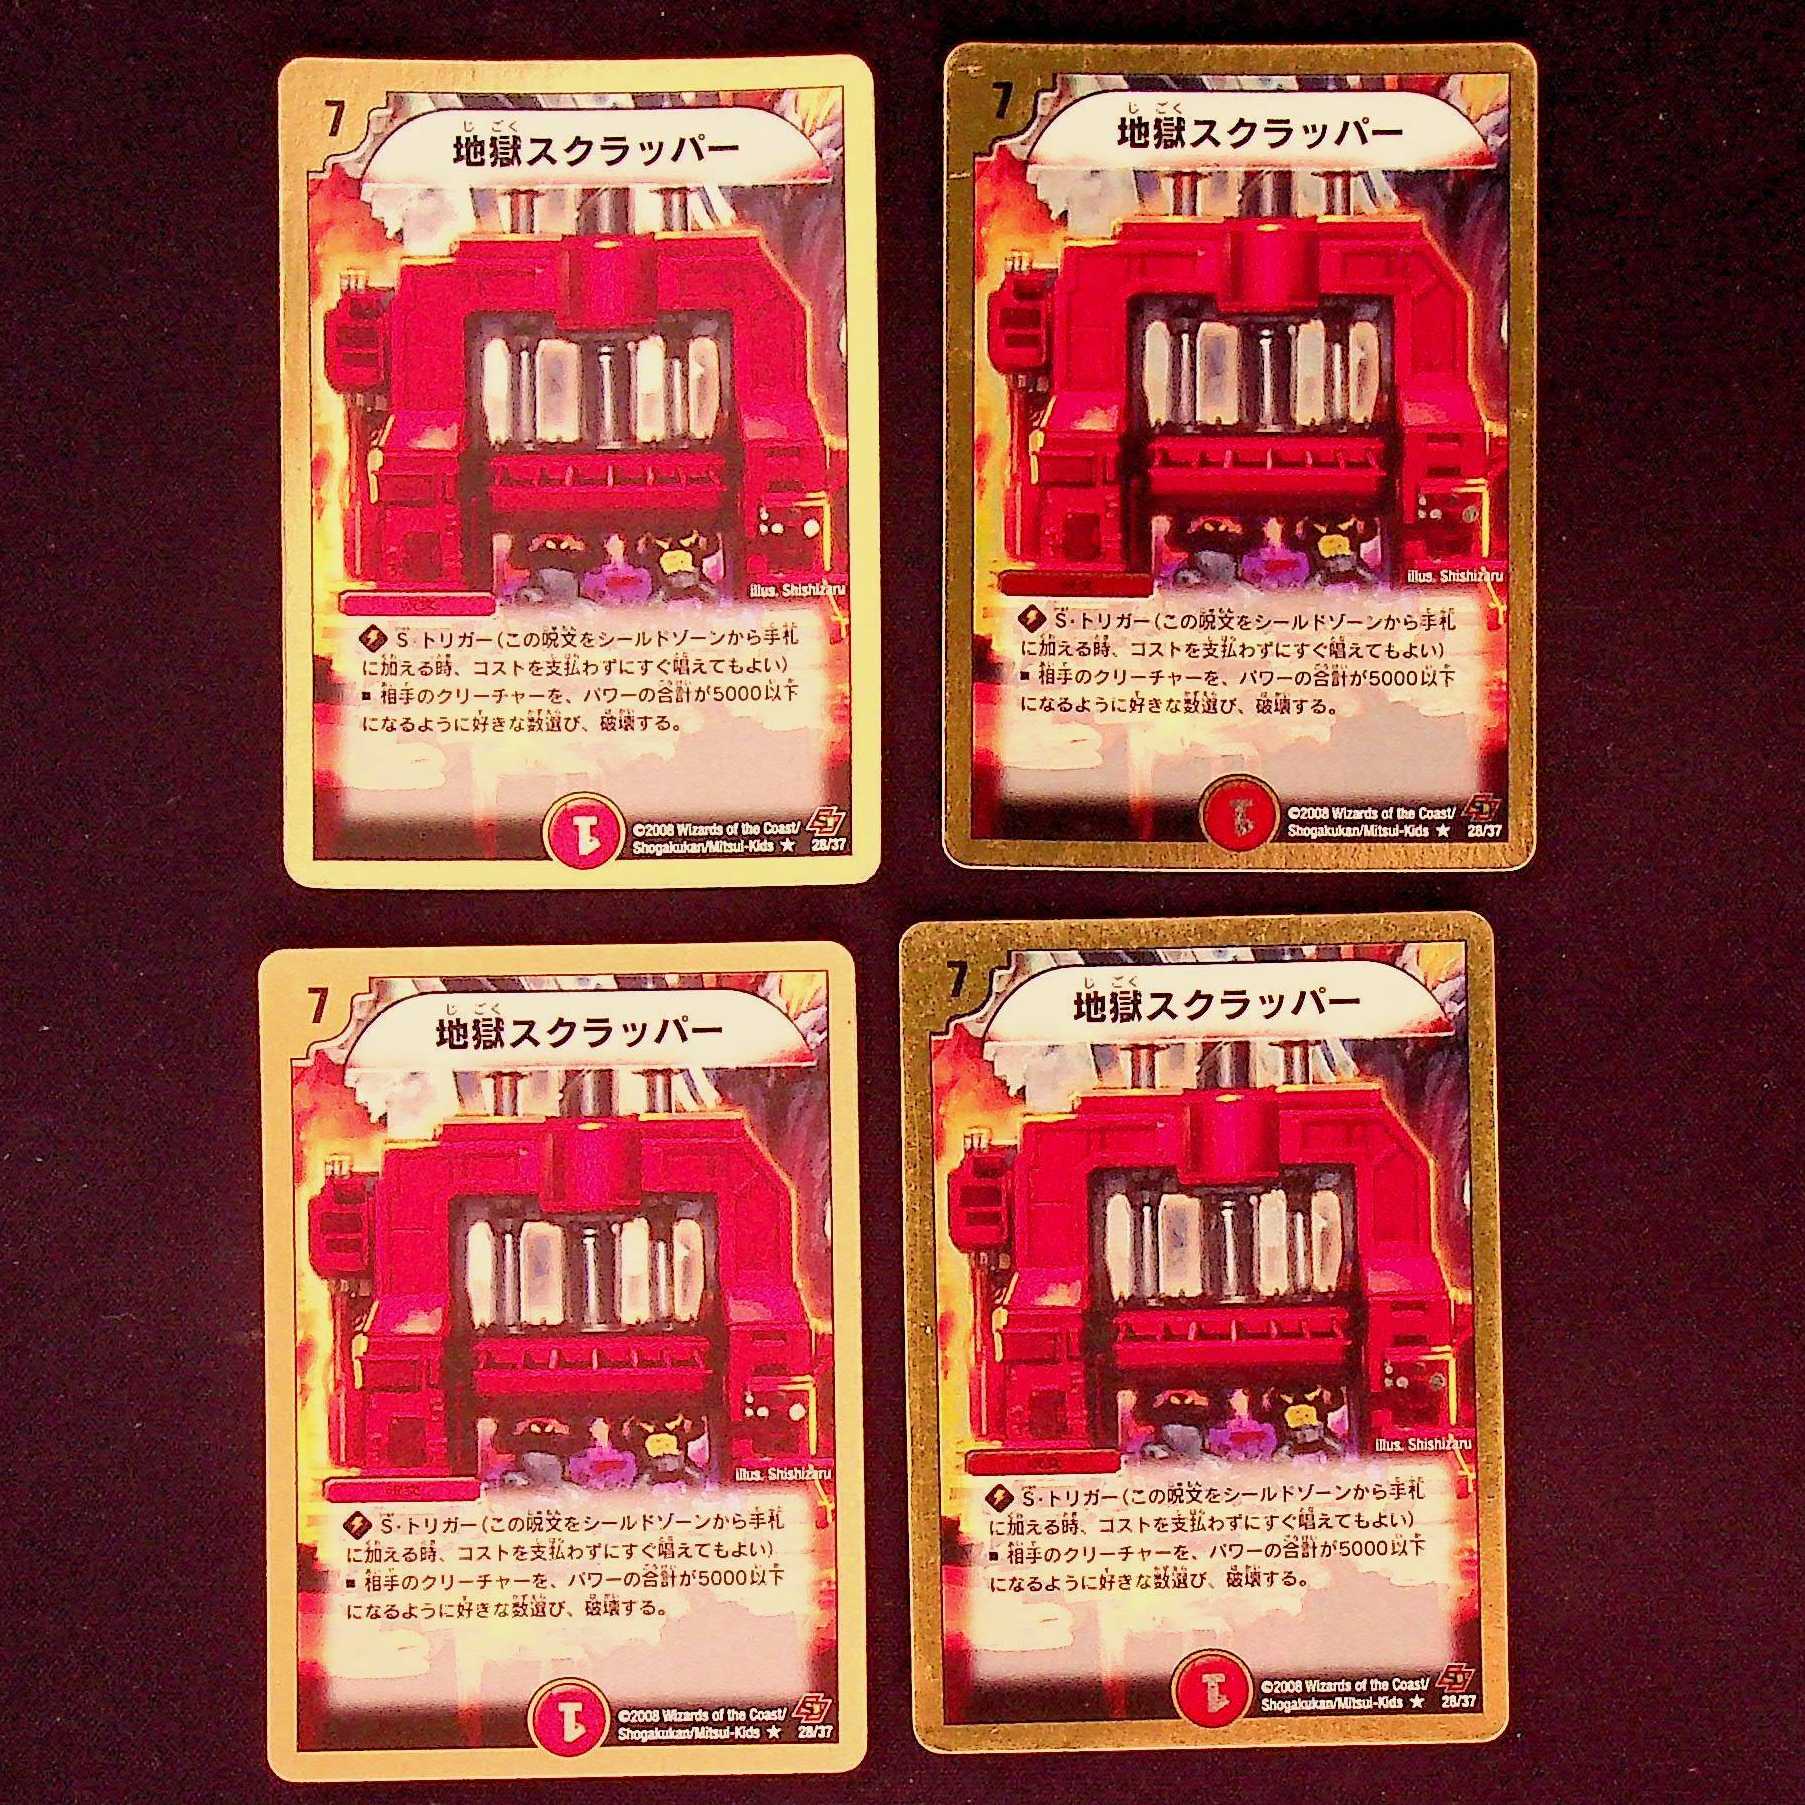 7
じごく
地獄スクラッパー
illus. Shishizaru
S・トリガー(この呪文をシールドゾーンから手札
に加える時、コストを支払わずにすぐ唱えてもよい)
■ 相手のクリーチャーを、パワーの合計が5000以下
になるように好きな数選び、破壊する。
1
©2008 Wizards of the Coast/
Shogakukan/Mitsui-Kids ★ 28/37
7
じごく
地獄スクラッパー
illus. Shishizaru
S・トリガー(この呪文をシールドゾーンから手札
に加える時、コストを支払わずにすぐ唱えてもよい)
■ 相手のクリーチャーを、パワーの合計が5000以下
になるように好きな数選び、破壊する。
1
©2008 Wizards of the Coast/
Shogakukan/Mitsui-Kids ★ 28/37
7
じごく
地獄スクラッパー
illus. Shishizaru
S・トリガー(この呪文をシールドゾーンから手札
に加える時、コストを支払わずにすぐ唱えてもよい)
■ 相手のクリーチャーを、パワーの合計が5000以下
になるように好きな数選び、破壊する。
1
©2008 Wizards of the Coast/
Shogakukan/Mitsui-Kids ★ 28/37
7
じごく
地獄スクラッパー
illus. Shishizaru
S・トリガー(この呪文をシールドゾーンから手札
に加える時、コストを支払わずにすぐ唱えてもよい)
■ 相手のクリーチャーを、パワーの合計が5000以下
になるように好きな数選び、破壊する。
1
©2008 Wizards of the Coast/
Shogakukan/Mitsui-Kids ★ 28/37